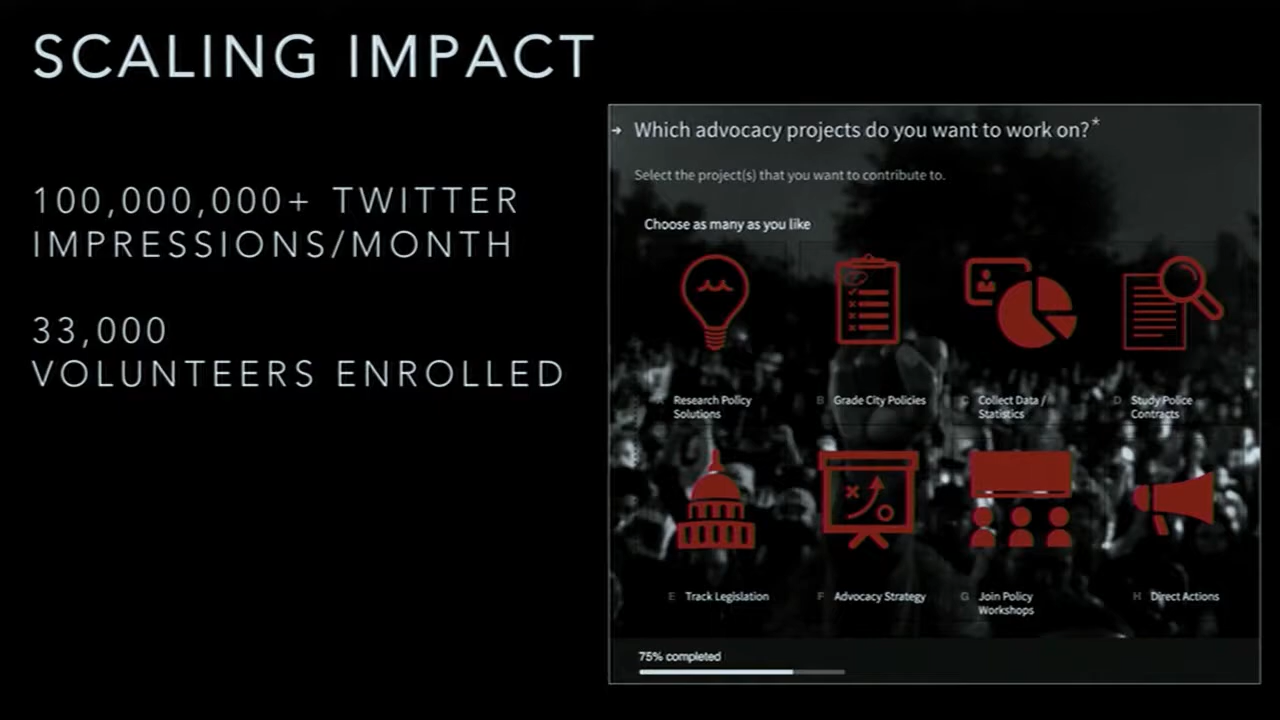 SCALING IMPACT
100,000,000+ TWITTER
IMPRESSIONS/MONTH
33,000
VOLUNTEERS ENROLLED
→ Which advocacy projects do you want to work on?*
Select the project(s) that you want to contribute to.
Choose as many as you like
A Research Policy
Solutions
B Grade City Policies
C Collect Data /
Statistics
D Study Police
Contracts
E Track Legislation
F Advocacy Strategy
G Join Policy
Workshops
H Direct Actions
75% completed